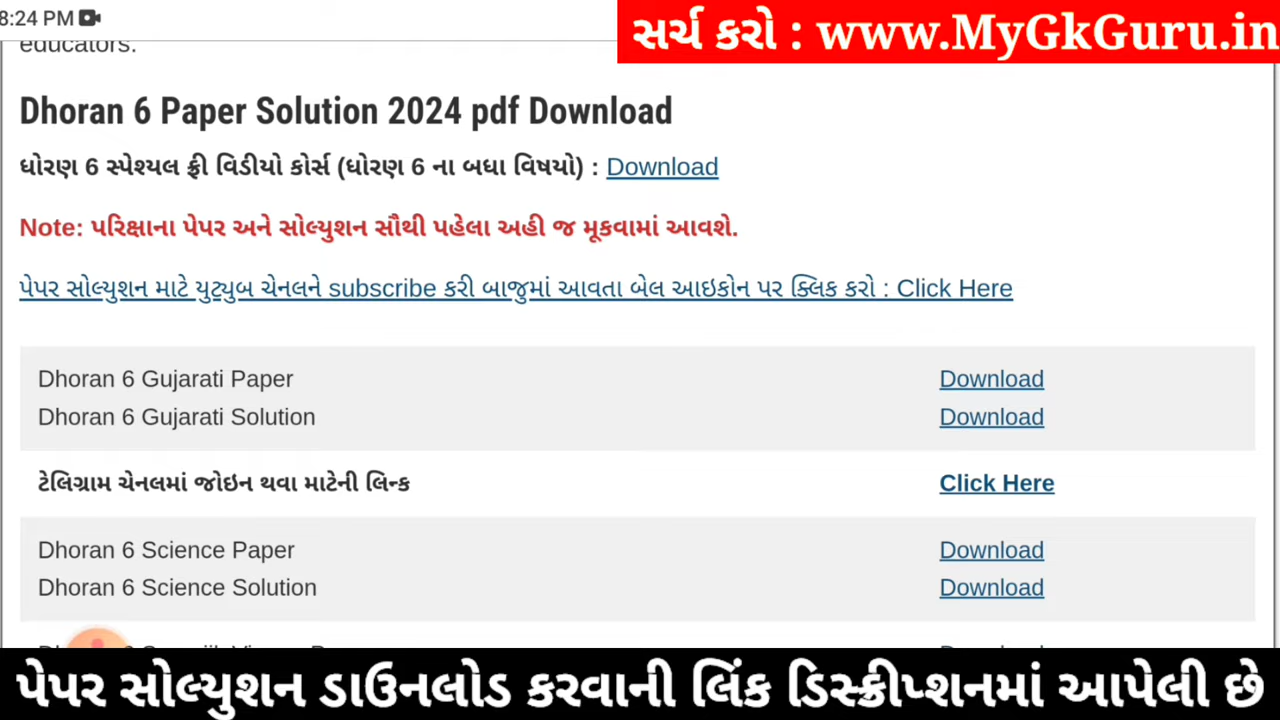 8:24 PM
સર્ચ કરો : www.MyGkGuru.in
educators.
Dhoran 6 Paper Solution 2024 pdf Download
ધોરણ 6 સ્પેશ્યલ ફ્રી વિડીયો કોર્સ (ધોરણ 6 ના બધા વિષયો) : Download
Note: પરિક્ષાના પેપર અને સોલ્યુશન સૌથી પહેલા અહી જ મૂકવામાં આવશે.
પેપર સોલ્યુશન માટે યુટ્યુબ ચેનલને subscribe કરી બાજુમાં આવતા બેલ આઇકોન પર ક્લિક કરો : Click Here
Dhoran 6 Gujarati Paper Download
Dhoran 6 Gujarati Solution Download
ટેલિગ્રામ ચેનલમાં જોઇન થવા માટેની લિન્ક Click Here
Dhoran 6 Science Paper Download
Dhoran 6 Science Solution Download
પેપર સોલ્યુશન ડાઉનલોડ કરવાની લિંક ડિસ્ક્રીપ્શનમાં આપેલી છે